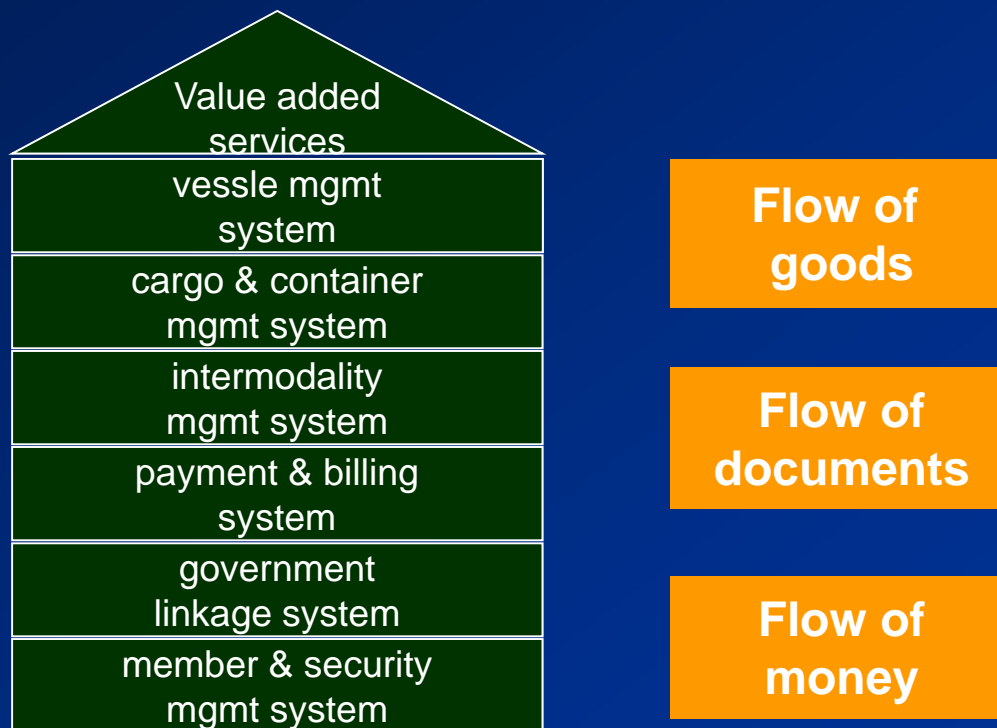 Value added
services
vessle mgmt
system
cargo & container
mgmt system
intermodality
mgmt system
payment & billing
system
government
linkage system
member & security
mgmt system
Flow of
goods
Flow of
documents
Flow of
money